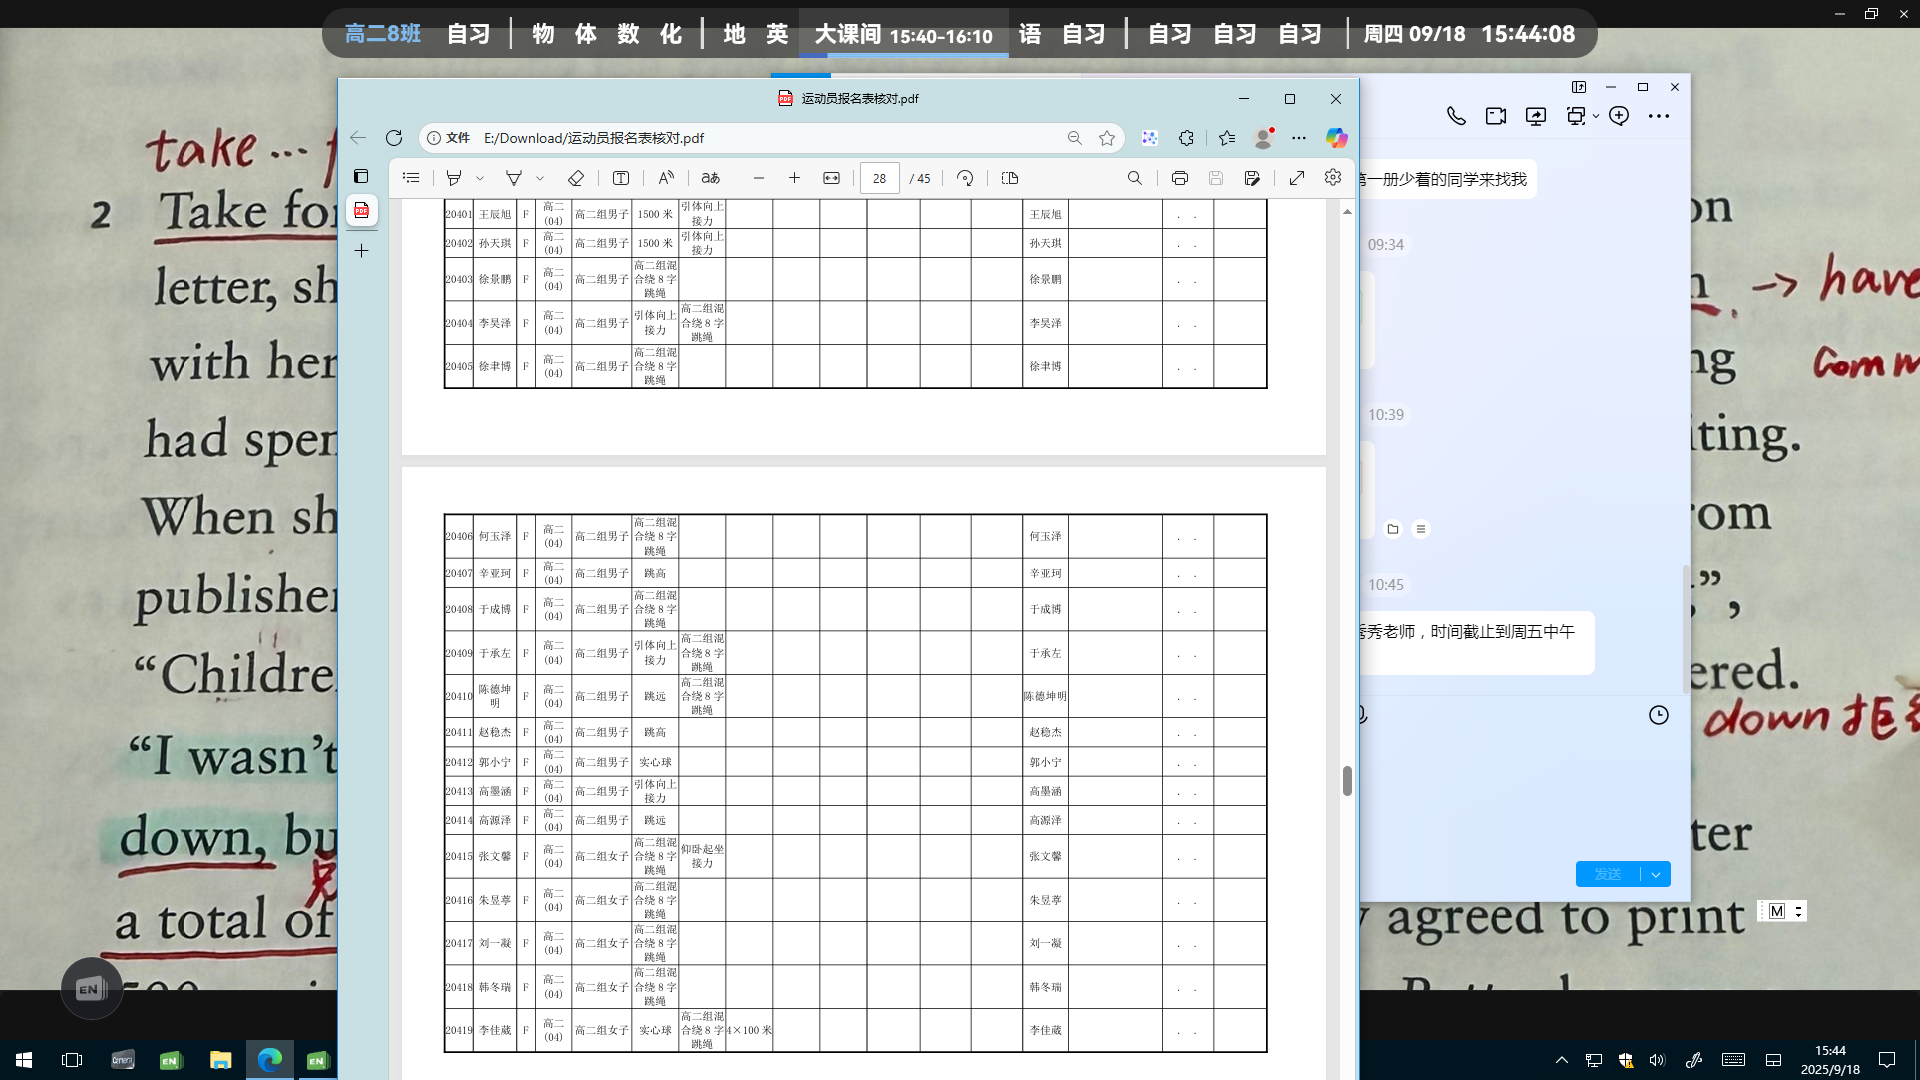 高二8班 自习 | 物 体 数 化 | 地 英 大课间 15:40-16:10 语 自习 | 自习 自习 自习 | 周四 09/18 15:44:08
运动员报名表核对.pdf
文件 E:/Download/运动员报名表核对.pdf
28 / 45
20401 王辰旭 F 高二(04) 高二组男子 1500 米 引体向上接力 王辰旭 . .
20402 孙天琪 F 高二(04) 高二组男子 1500 米 引体向上接力 孙天琪 . .
20403 徐景鹏 F 高二(04) 高二组男子 高二组混合绕 8 字跳绳 徐景鹏 . .
20404 李昊泽 F 高二(04) 高二组男子 引体向上接力 高二组混合绕 8 字跳绳 李昊泽 . .
20405 徐聿博 F 高二(04) 高二组男子 高二组混合绕 8 字跳绳 徐聿博 . .
20406 何玉泽 F 高二(04) 高二组男子 高二组混合绕 8 字跳绳 何玉泽 . .
20407 辛亚珂 F 高二(04) 高二组男子 跳高 辛亚珂 . .
20408 于成博 F 高二(04) 高二组男子 高二组混合绕 8 字跳绳 于成博 . .
20409 于承左 F 高二(04) 高二组男子 引体向上接力 高二组混合绕 8 字跳绳 于承左 . .
20410 陈德坤明 F 高二(04) 高二组男子 跳远 高二组混合绕 8 字跳绳 陈德坤明 . .
20411 赵稳杰 F 高二(04) 高二组男子 跳高 赵稳杰 . .
20412 郭小宁 F 高二(04) 高二组男子 实心球 郭小宁 . .
20413 高墨涵 F 高二(04) 高二组男子 引体向上接力 高墨涵 . .
20414 高源泽 F 高二(04) 高二组男子 跳远 高源泽 . .
20415 张文馨 F 高二(04) 高二组女子 高二组混合绕 8 字跳绳 仰卧起坐接力 张文馨 . .
20416 朱昱葶 F 高二(04) 高二组女子 高二组混合绕 8 字跳绳 朱昱葶 . .
20417 刘一凝 F 高二(04) 高二组女子 高二组混合绕 8 字跳绳 刘一凝 . .
20418 韩冬瑞 F 高二(04) 高二组女子 高二组混合绕 8 字跳绳 韩冬瑞 . .
20419 李佳葳 F 高二(04) 高二组女子 实心球 高二组混合绕 8 字跳绳 4×100 米 李佳葳 . .
第一册少着的同学来找我
09:34
10:39
10:45
秀秀老师，时间截止到周五中午
发送
take ...
2 Take for
letter, sh
with her
had spen
When sh
publisher
“Childre
“I wasn’t
down, bu
a total of
on
→ have
ng
Comm
iting.
rom
,”,
ered.
down 拒
ter
y agreed to print
M
EN
15:44
2025/9/18